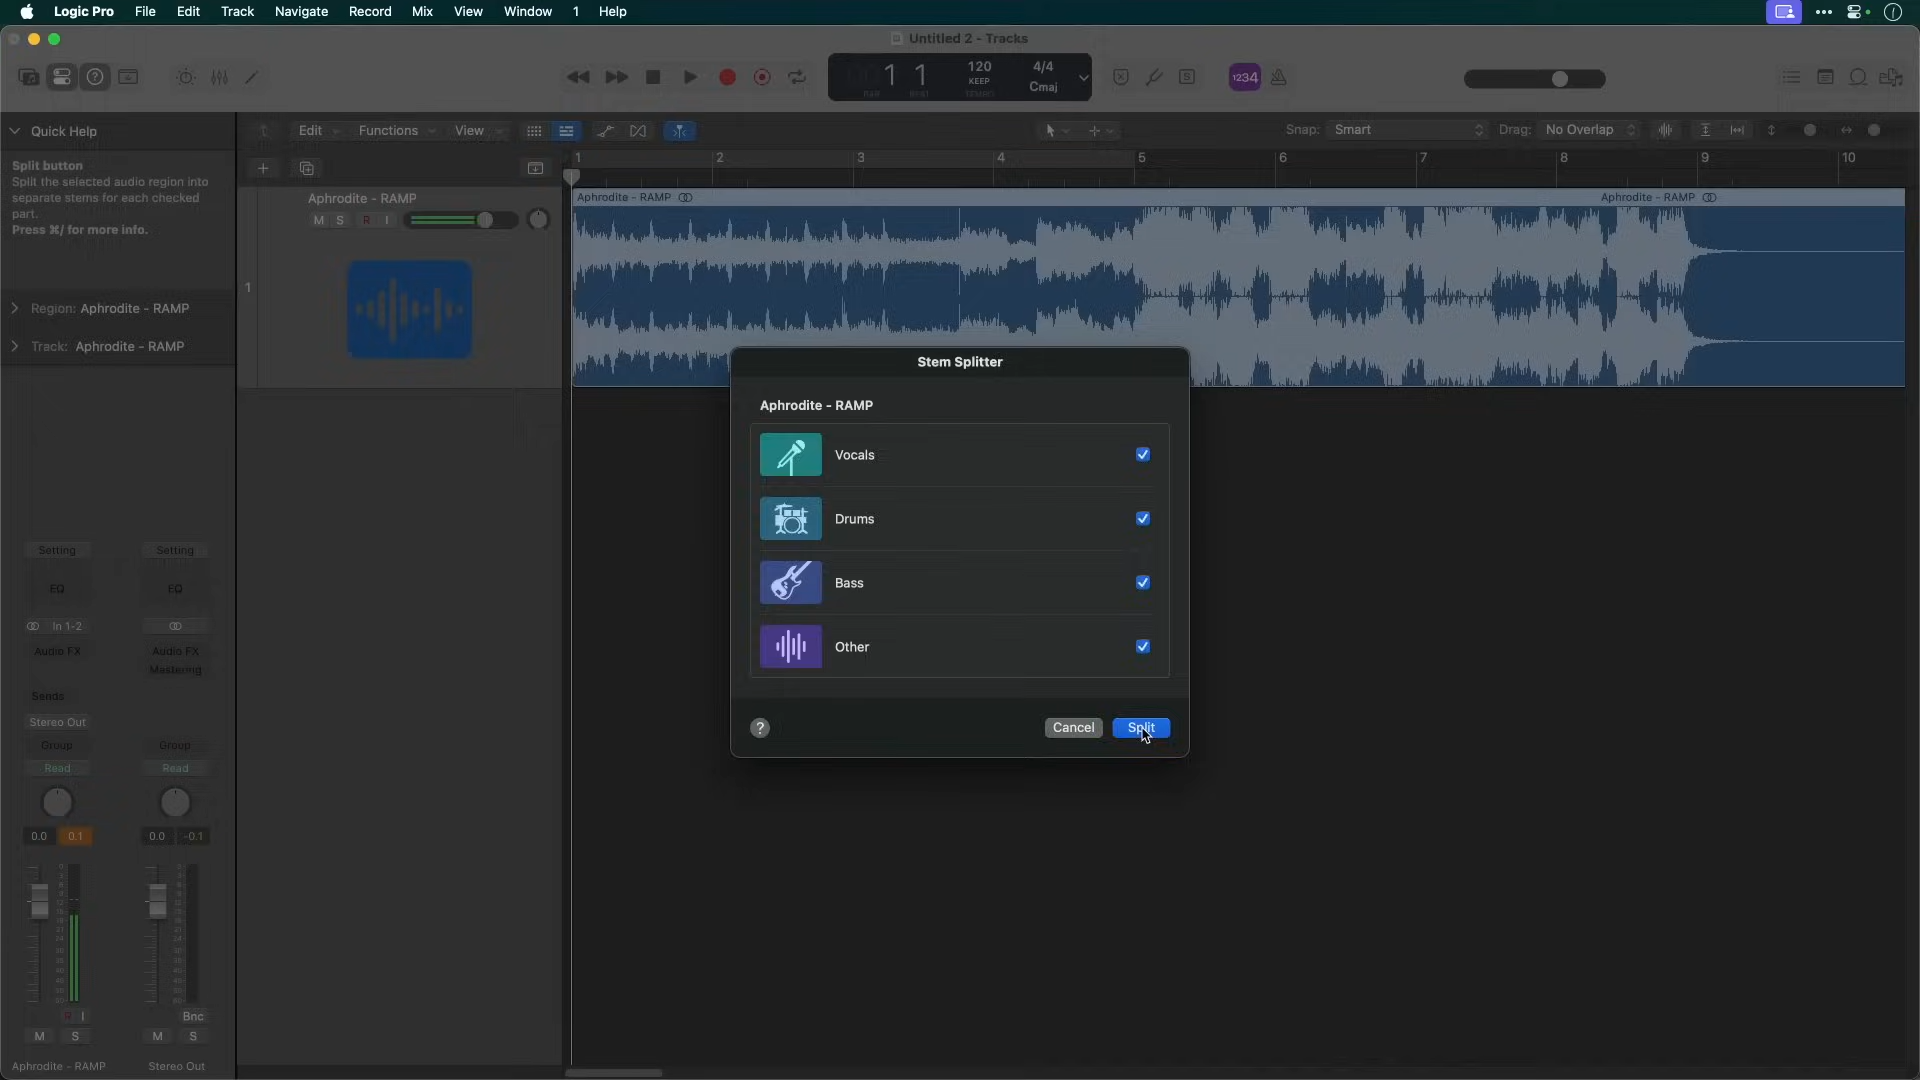 Logic Pro File Edit Track Navigate Record Mix View Window 1 Help
Untitled 2 - Tracks
1 1 120 4/4
KEEP Cmaj
BAR BEAT TEMPO
S 1234
Quick Help
Edit Functions View
Snap: Smart Drag: No Overlap
1 2 3 4 5 6 7 8 9 10
Split button
Split the selected audio region into
separate stems for each checked
part.
Press ⌘/ for more info.
Region: Aphrodite - RAMP
Track: Aphrodite - RAMP
1
Aphrodite - RAMP
M S R I
Aphrodite - RAMP
Aphrodite - RAMP
Stem Splitter
Aphrodite - RAMP
Vocals
Drums
Bass
Other
? Cancel Split
Setting Setting
EQ EQ
In 1-2
Audio FX Audio FX
Mastering
Sends
Stereo Out
Group Group
Read Read
0.0 0.1 0.0 -0.1
R I Bnc
M S M S
Aphrodite - RAMP Stereo Out